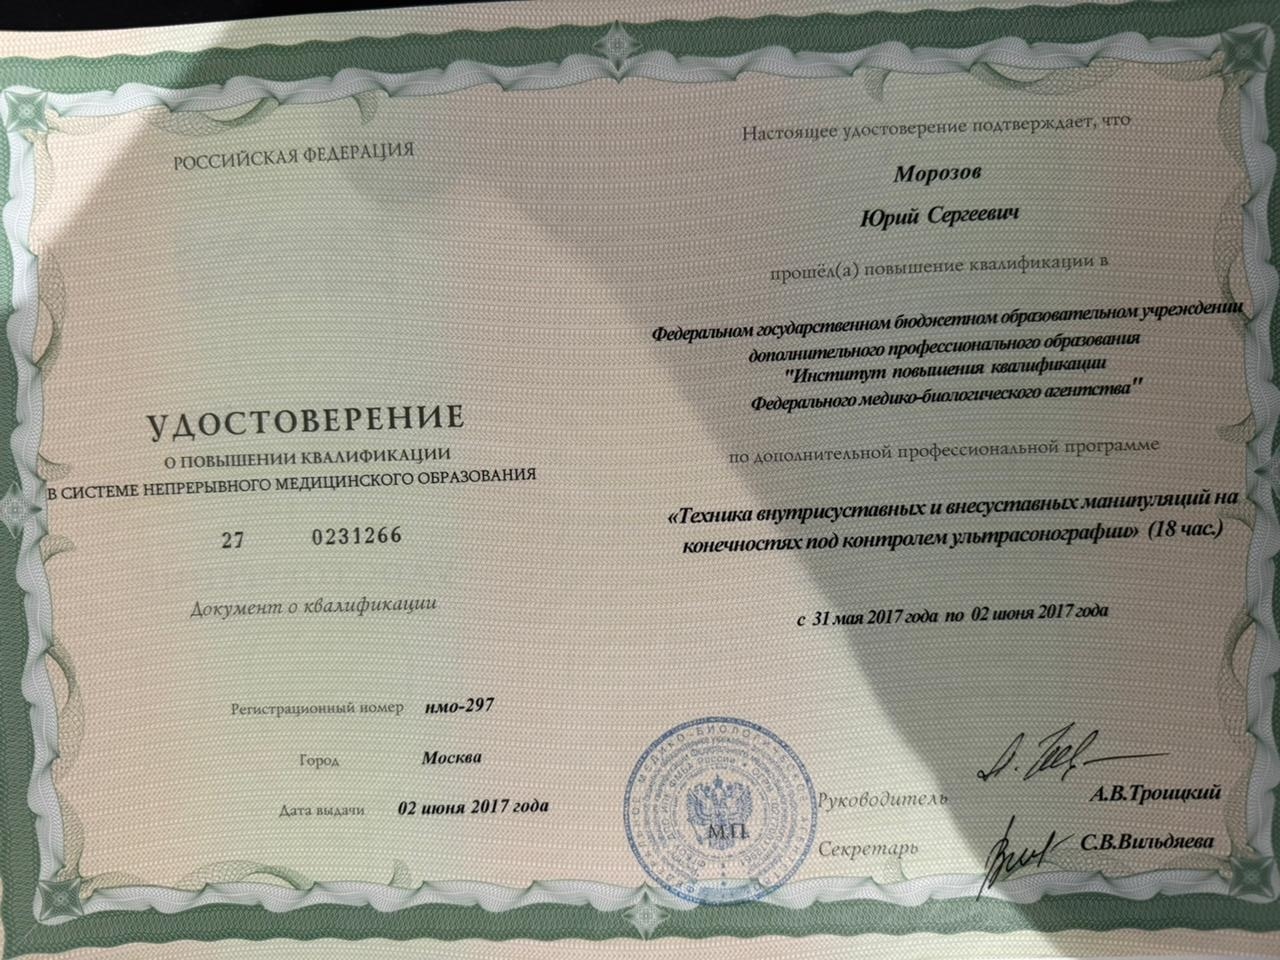 РОССИЙСКАЯ ФЕДЕРАЦИЯ
УДОСТОВЕРЕНИЕ
О ПОВЫШЕНИИ КВАЛИФИКАЦИИ
В СИСТЕМЕ НЕПРЕРЫВНОГО МЕДИЦИНСКОГО ОБРАЗОВАНИЯ
27 0231266
Документ о квалификации
Регистрационный номер нмо-297
Город Москва
Дата выдачи 02 июня 2017 года
Настоящее удостоверение подтверждает, что
Морозов
Юрий Сергеевич
прошёл(а) повышение квалификации в
Федеральном государственном бюджетном образовательном учреждении
дополнительного профессионального образования
"Институт повышения квалификации
Федерального медико-биологического агентства"
по дополнительной профессиональной программе
«Техника внутрисуставных и внесуставных манипуляций на
конечностях под контролем ультрасонографии» (18 час.)
с 31 мая 2017 года по 02 июня 2017 года
М.П.
Руководитель А.В.Троицкий
Секретарь С.В.Вильдяева